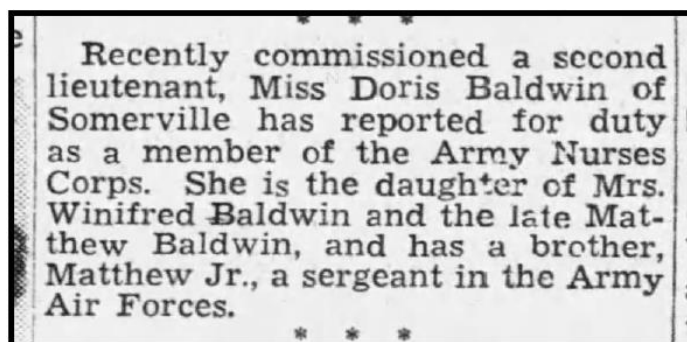 * * *
Recently commissioned a second
lieutenant, Miss Doris Baldwin of
Somerville has reported for duty
as a member of the Army Nurses
Corps. She is the daughter of Mrs.
Winifred Baldwin and the late Mat-
thew Baldwin, and has a brother,
Matthew Jr., a sergeant in the Army
Air Forces.
* * *